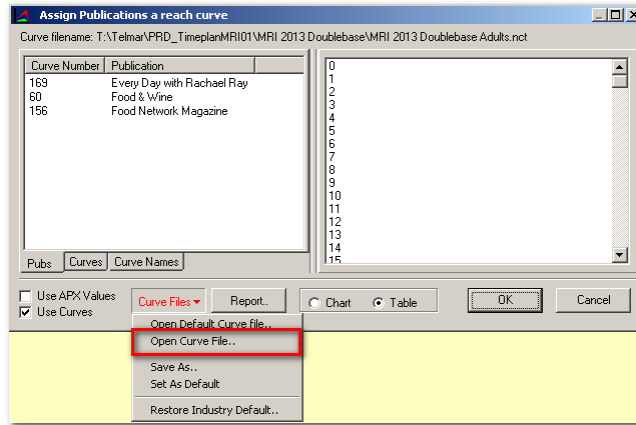 Assign Publications a reach curve
Curve filename: T:\Telmar\PRD_TimeplanMRI01\MRI 2013 Doublebase\MRI 2013 Doublebase Adults.nct
Curve Number Publication
169 Every Day with Rachael Ray
60 Food & Wine
156 Food Network Magazine
Pubs Curves Curve Names
0
1
2
3
4
5
6
7
8
9
10
11
12
13
14
15
Use APX Values
Use Curves
Curve Files Report.. Chart Table OK Cancel
Open Default Curve file..
Open Curve File..
Save As..
Set As Default
Restore Industry Default..